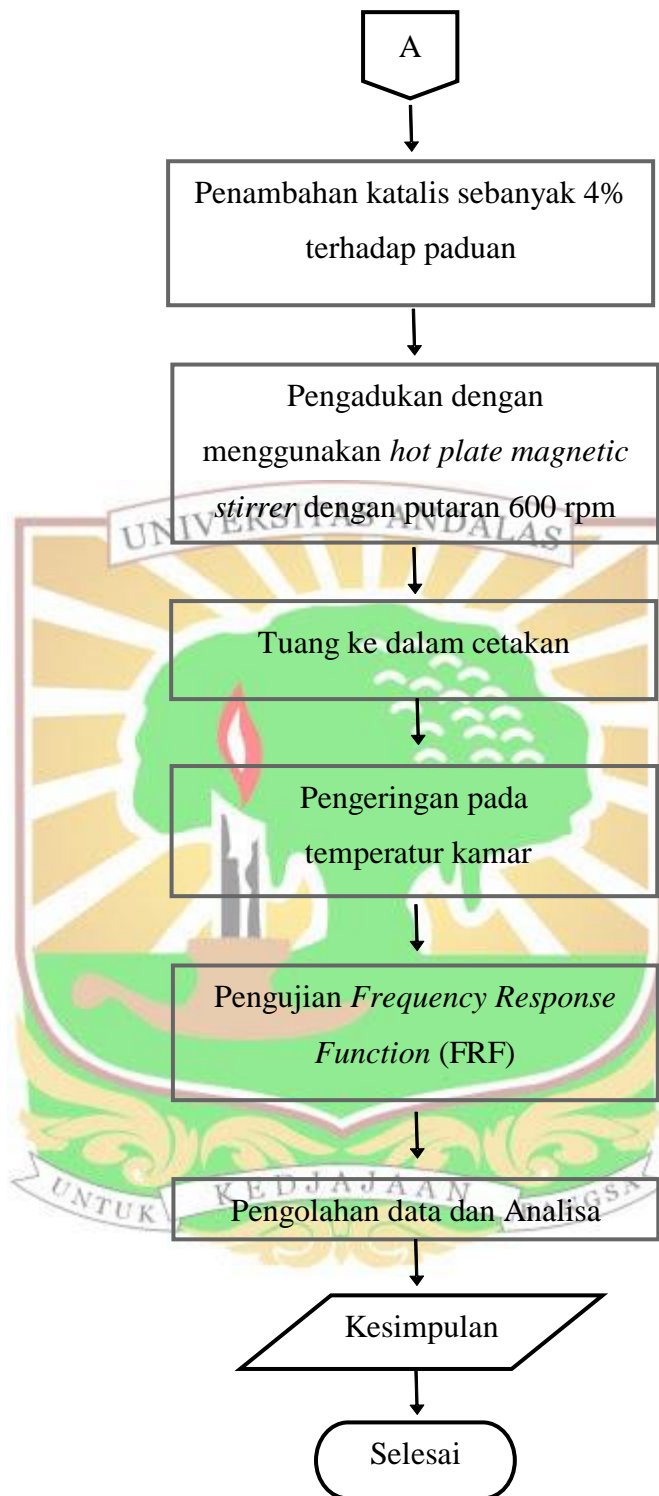 A
Penambahan katalis sebanyak 4%
terhadap paduan
Pengadukan dengan
menggunakan hot plate magnetic
stirrer dengan putaran 600 rpm
UNIVERSITAS ANDALAS
Tuang ke dalam cetakan
Pengeringan pada
temperatur kamar
Pengujian Frequency Response
Function (FRF)
UNTUK KEDJAJAAN
Pengolahan data dan Analisa
Kesimpulan
Selesai